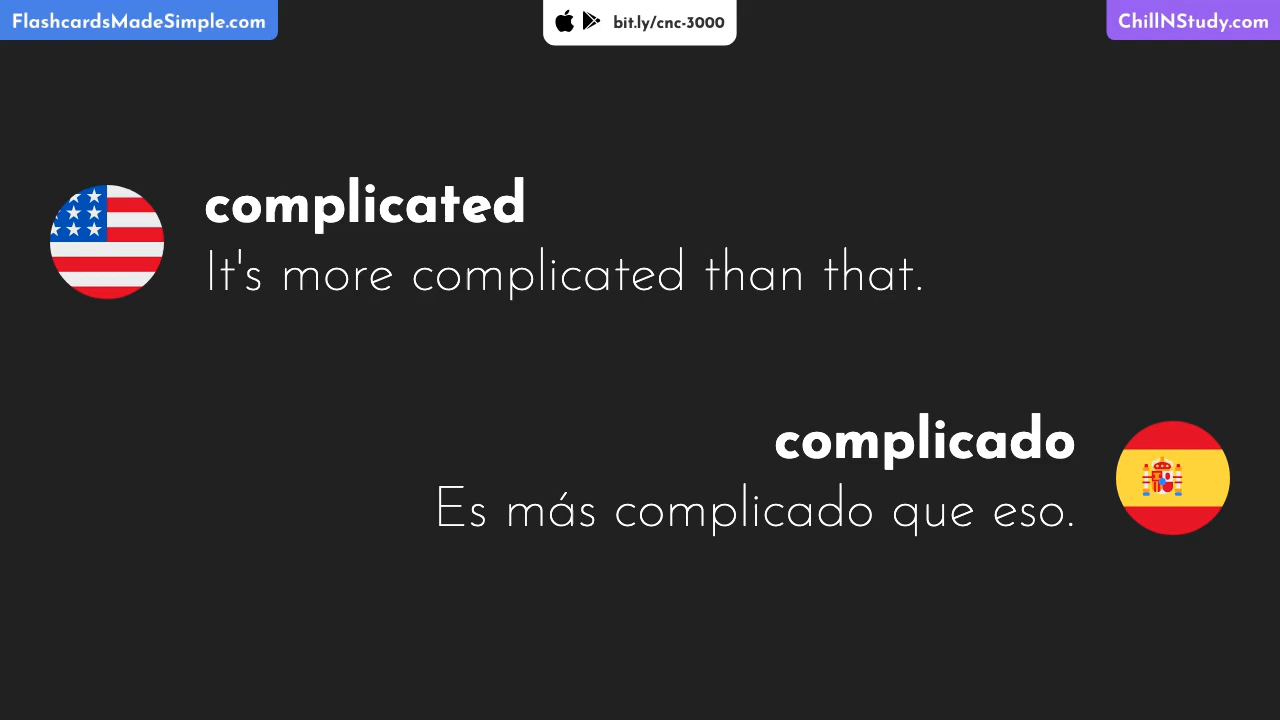 FlashcardsMadeSimple.com
bit.ly/cnc-3000
ChillNStudy.com
complicated
It's more complicated than that.
complicado
Es más complicado que eso.